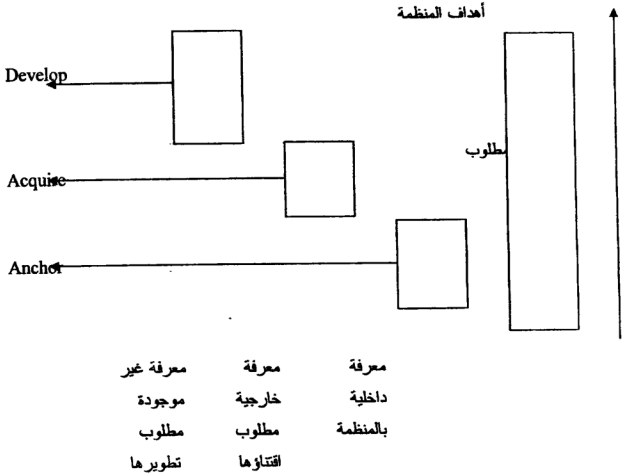 أهداف المنظمة
Develop
مطلوب
Acquire
Anchor
معرفة
داخلية
بالمنظمة
معرفة
خارجية
مطلوب
اقتناؤها
معرفة غير
موجودة
مطلوب
تطويرها